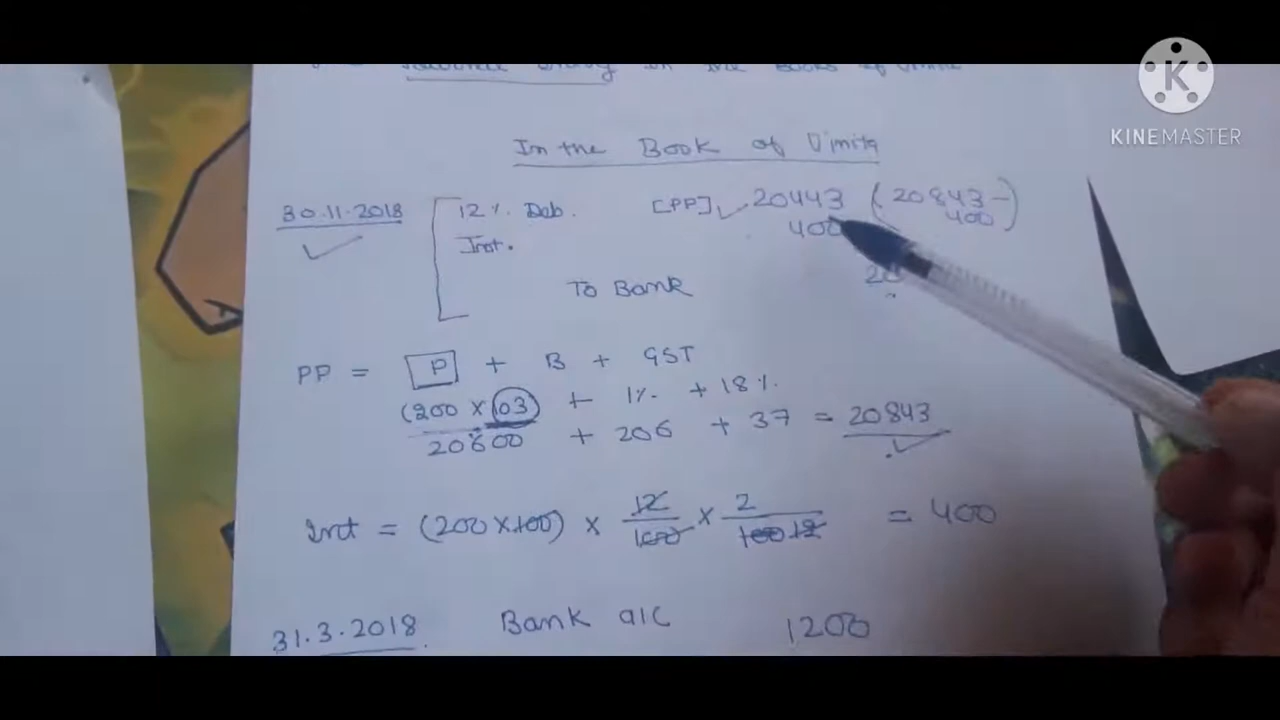 KINEMASTER
In the Book of Vimita
30.11.2018 12%. Deb. [PP] 20443 (20843-
Int. 400 400)
To Bank 20
PP = P + B + GST
(200 × 103) + 1%. + 18%.
20600 + 206 + 37 = 20843
Int = (200×100) × 12/100 × 2/12 = 400
31.3.2018 Bank a/c 1200